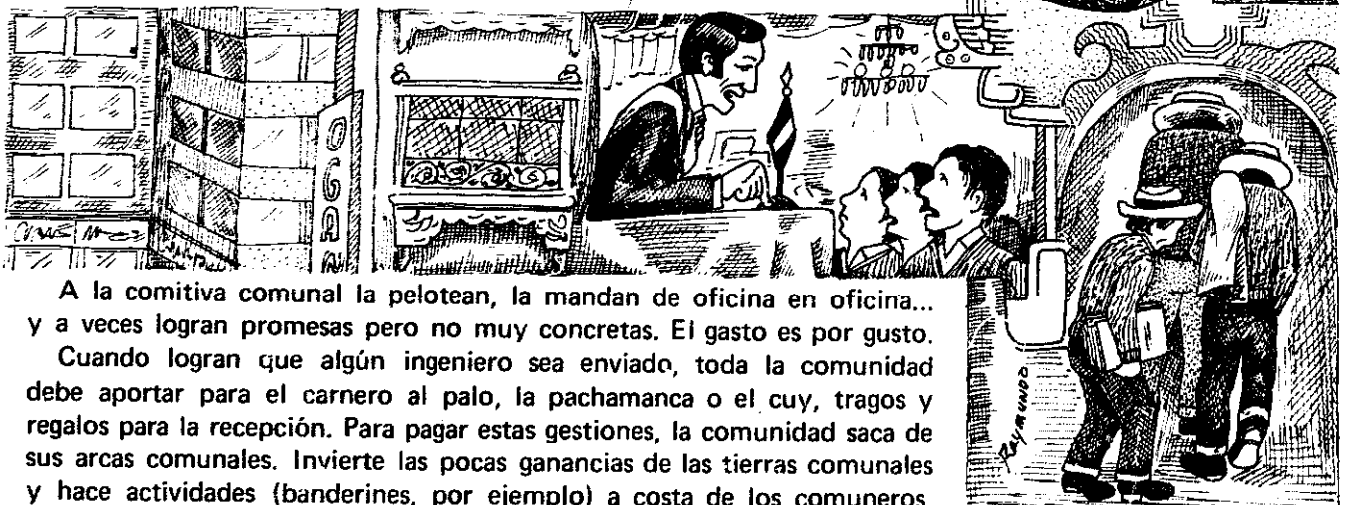 OGA
A la comitiva comunal la pelotean, la mandan de oficina en oficina...
y a veces logran promesas pero no muy concretas. El gasto es por gusto.
Cuando logran que algún ingeniero sea enviado, toda la comunidad
debe aportar para el carnero al palo, la pachamanca o el cuy, tragos y
regalos para la recepción. Para pagar estas gestiones, la comunidad saca de
sus arcas comunales. Invierte las pocas ganancias de las tierras comunales
y hace actividades (banderines, por ejemplo) a costa de los comuneros.
Raymundo